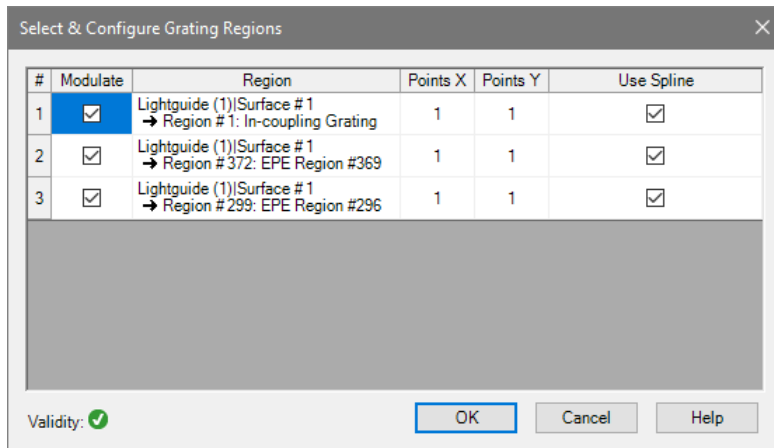 Select & Configure Grating Regions
# Modulate Region Points X Points Y Use Spline
1 Lightguide (1)|Surface #1
→ Region #1: In-coupling Grating 1 1
2 Lightguide (1)|Surface #1
→ Region #372: EPE Region #369 1 1
3 Lightguide (1)|Surface #1
→ Region #299: EPE Region #296 1 1
Validity: OK Cancel Help